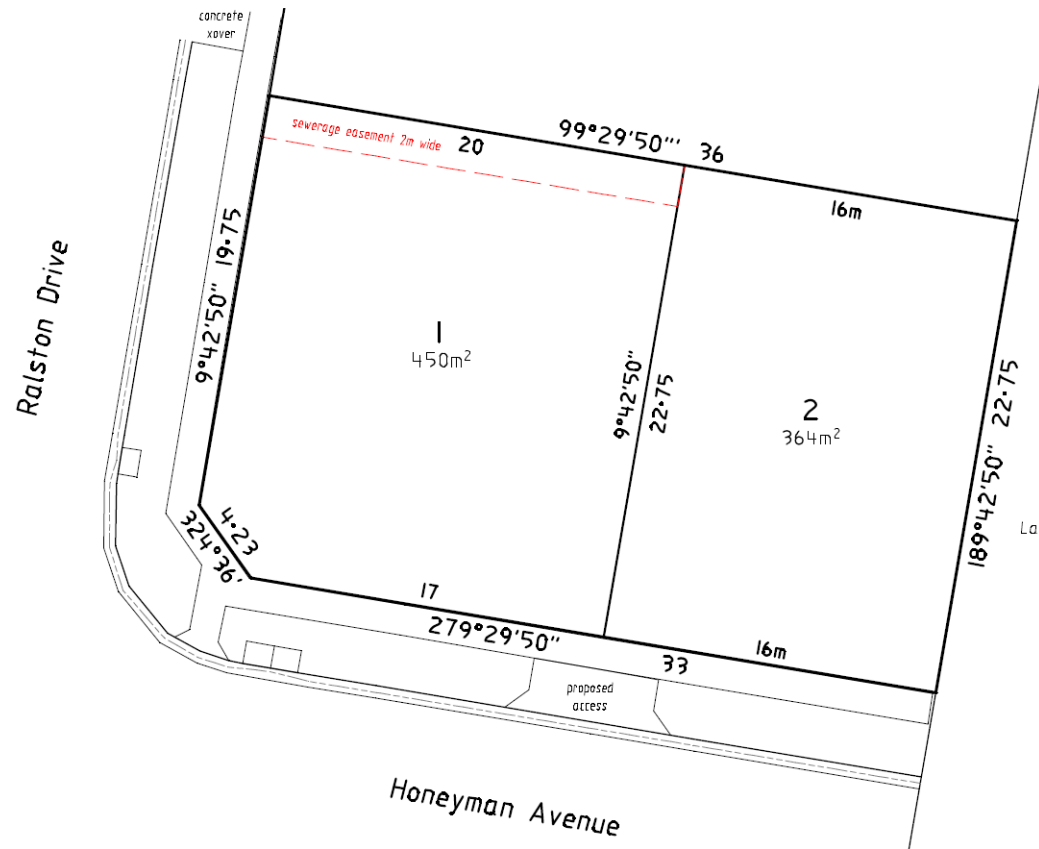 concrete
xover
sewerage easement 2m wide
20
99°29'50"'
36
16m
Ralston Drive
9°42'50" 19·75
1
450m²
9°42'50"
22·75
2
364m²
189°42'50" 22·75
La
4·23
324°36'
17
279°29'50"
33
16m
proposed
access
Honeyman Avenue